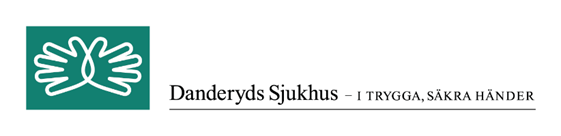 Danderyds Sjukhus – I TRYGGA, SÄKRA HÄNDER